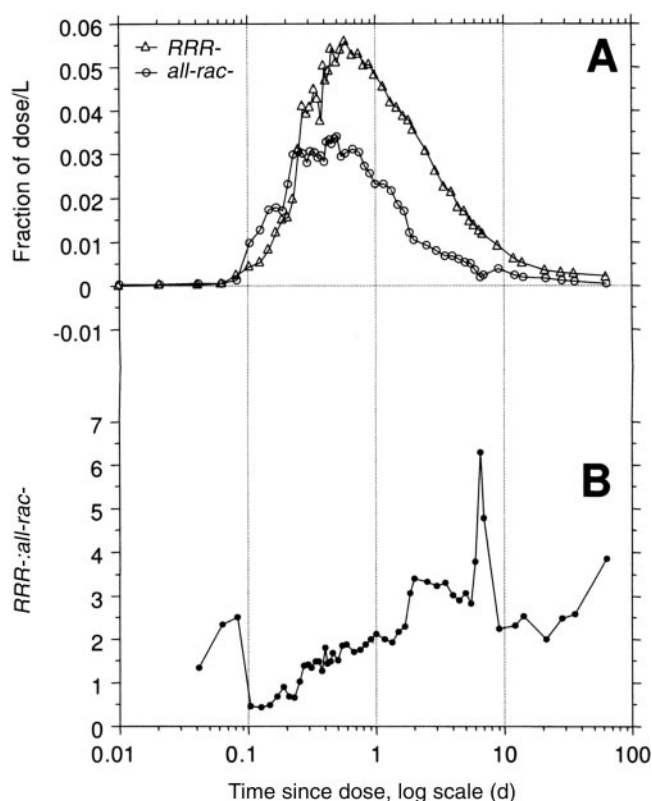 0.06
RRR-
all-rac-
A
0.05
0.04
0.03
0.02
0.01
0
-0.01
Fraction of dose/L
7
6
B
5
4
3
2
1
0
RRR-:all-rac-
0.01 0.1 1 10 100
Time since dose, log scale (d)